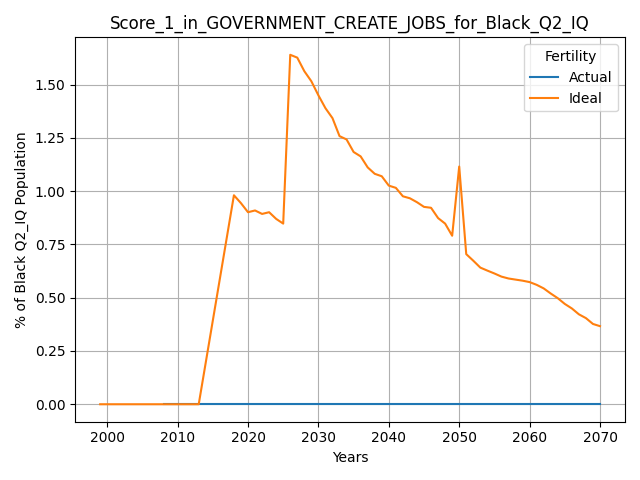 Score_1_in_GOVERNMENT_CREATE_JOBS_for_Black_Q2_IQ
Fertility
Actual
Ideal
% of Black Q2_IQ Population
1.50
1.25
1.00
0.75
0.50
0.25
0.00
2000 2010 2020 2030 2040 2050 2060 2070
Years